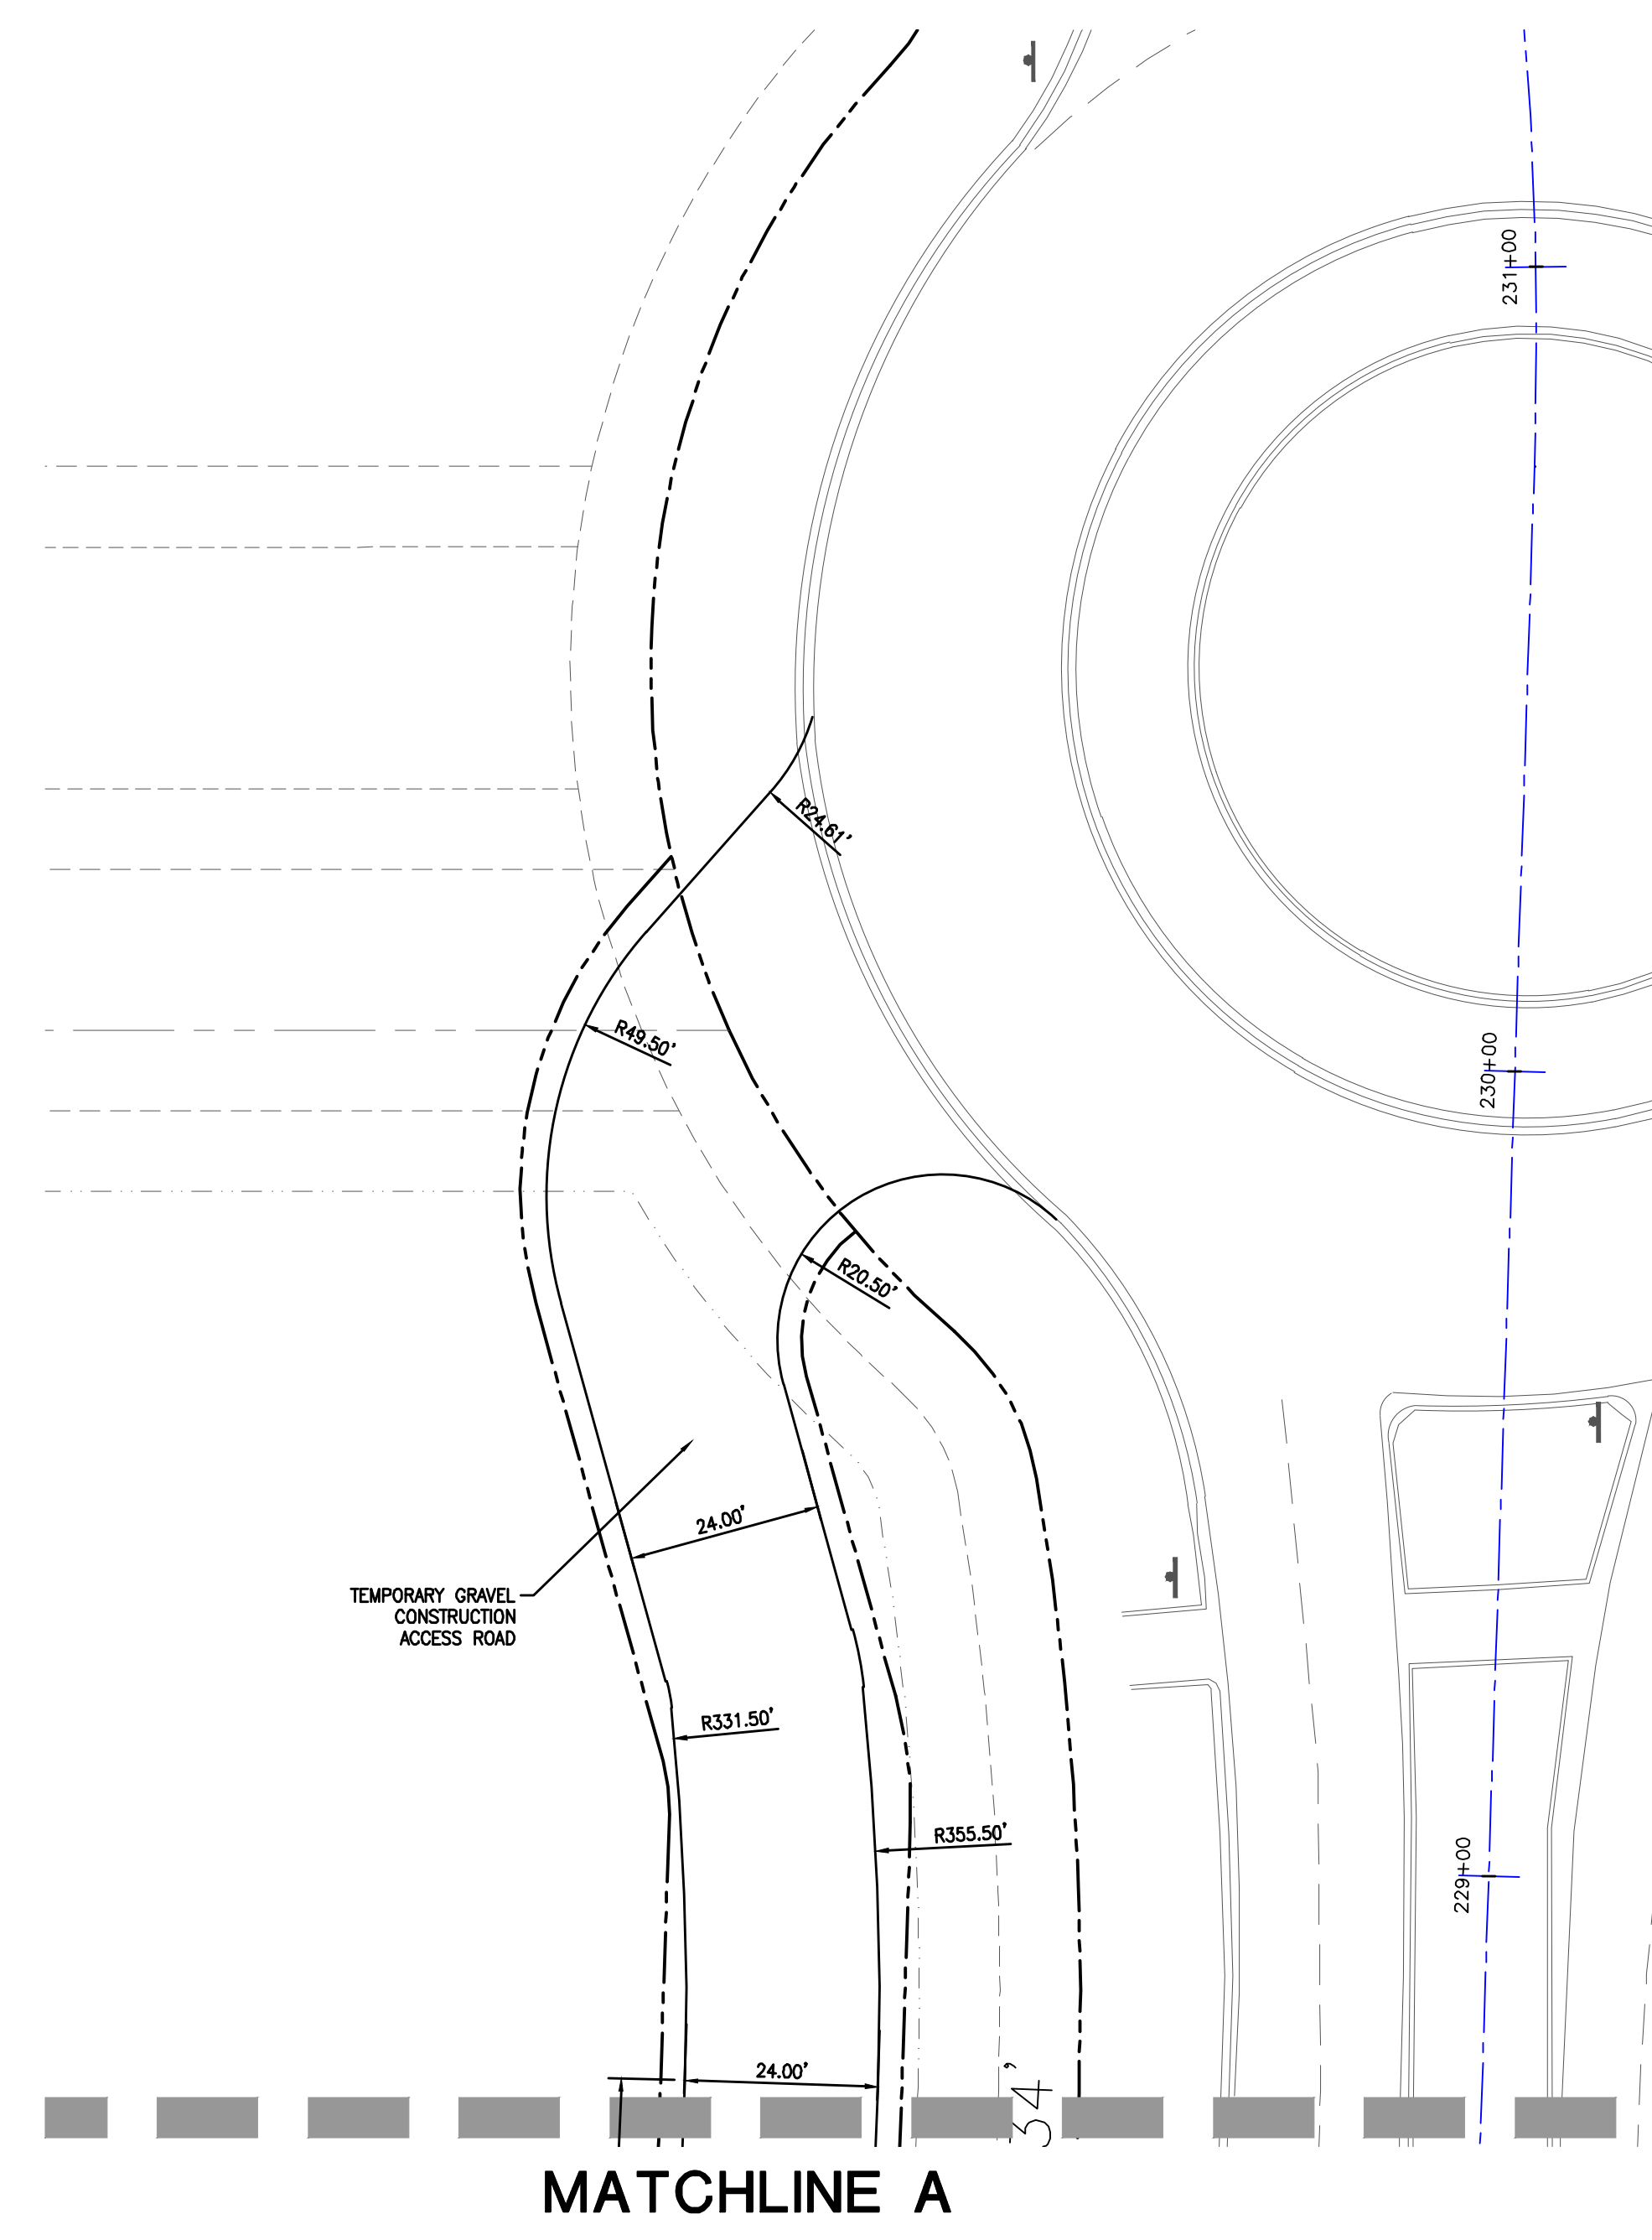 231+00
R24.61'
230+00
R49.50'
R20.50'
24.00'
TEMPORARY GRAVEL
CONSTRUCTION
ACCESS ROAD
R331.50'
R355.50'
229+00
24.00'
34'
MATCHLINE A